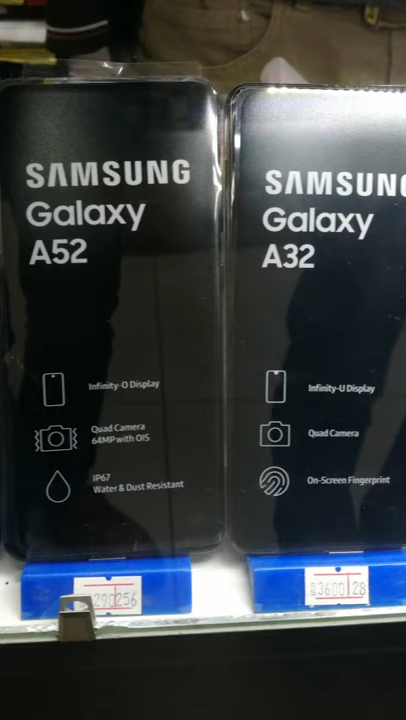 SAMSUNG
Galaxy
A52
Infinity-O Display
Quad Camera
64MP with OIS
IP67
Water & Dust Resistant
SAMSUNG
Galaxy
A32
Infinity-U Display
Quad Camera
On-Screen Fingerprint